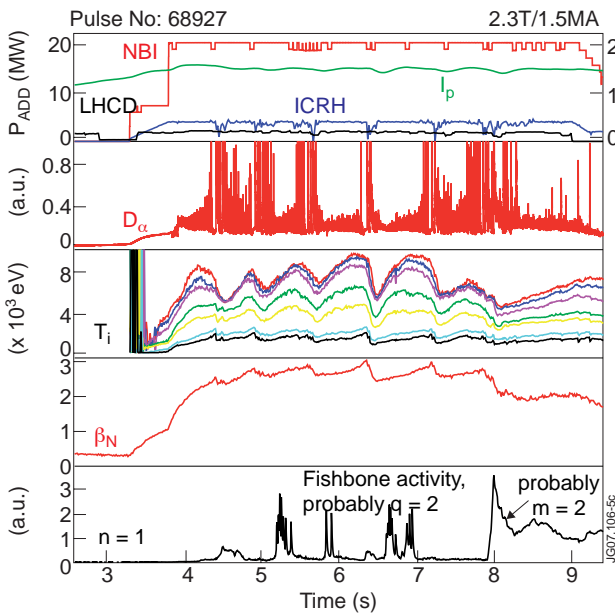 Pulse No: 68927 2.3T/1.5MA
20
NBI
2
P_ADD (MW)
I_p
10
LHCD
ICRH
1
0
0
0.8
(a.u.)
0.4
D_α
0
8
(x 10³ eV)
4
T_i
0
3
2
β_N
1
0
Fishbone activity,
probably q = 2
probably
m = 2
3
(a.u.)
2
1
n = 1
0
3 4 5 6 7 8 9
Time (s)
JG07.106-5c